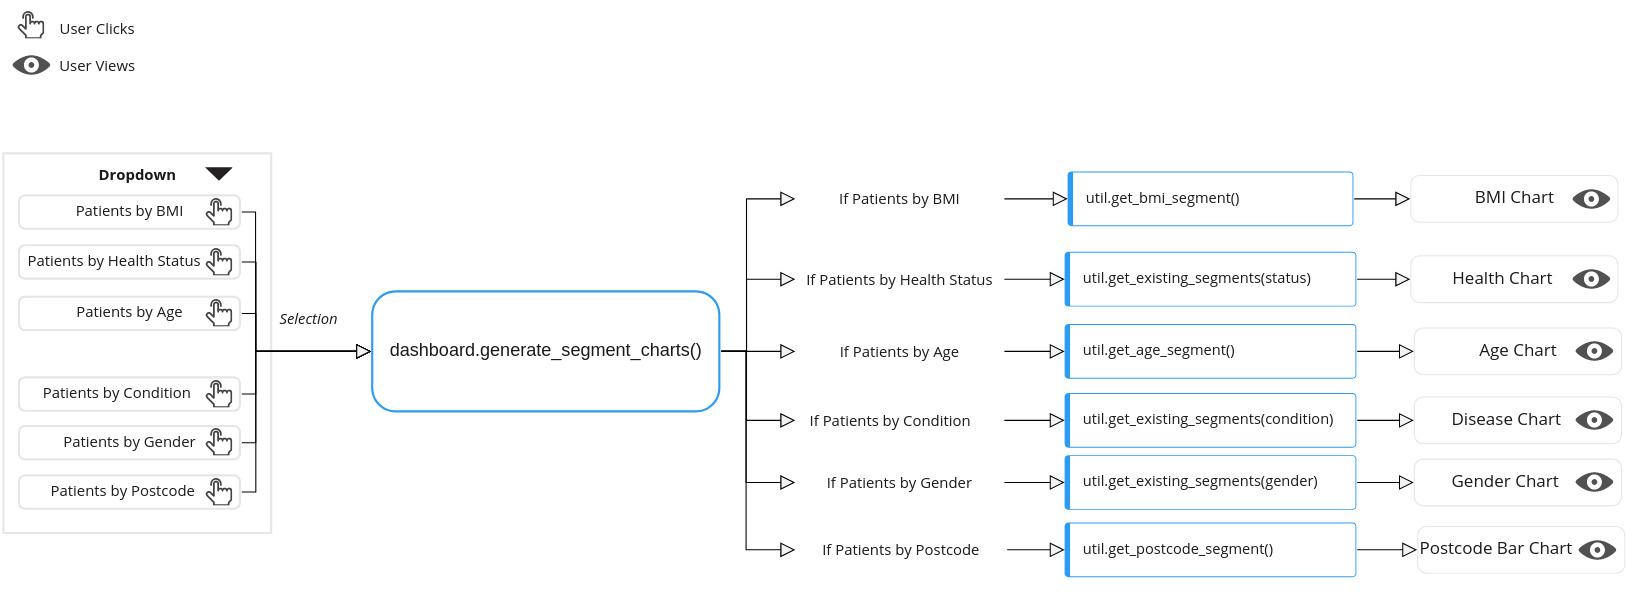 User Clicks
User Views
Dropdown
Patients by BMI
Patients by Health Status
Patients by Age
Patients by Condition
Patients by Gender
Patients by Postcode
Selection
dashboard.generate_segment_charts()
If Patients by BMI
util.get_bmi_segment()
BMI Chart
If Patients by Health Status
util.get_existing_segments(status)
Health Chart
If Patients by Age
util.get_age_segment()
Age Chart
If Patients by Condition
util.get_existing_segments(condition)
Disease Chart
If Patients by Gender
util.get_existing_segments(gender)
Gender Chart
If Patients by Postcode
util.get_postcode_segment()
Postcode Bar Chart